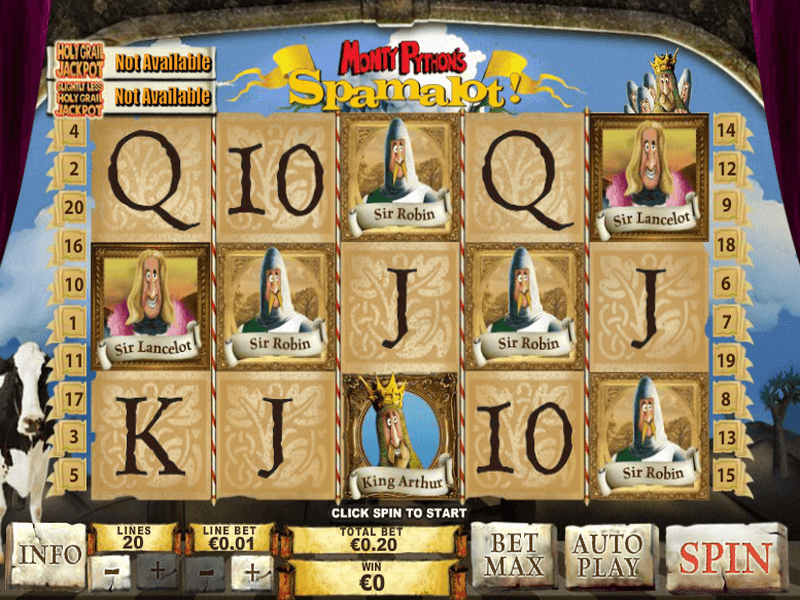 HOLY GRAIL
JACKPOT
Not Available
SLIGHTLY LESS
HOLY GRAIL
JACKPOT
Not Available
MONTY PYTHON'S
Spamalot!
4
2
20
16
10
1
11
17
3
5
Q
10
Sir Robin
Q
Sir Lancelot
Sir Lancelot
Sir Robin
J
Sir Robin
J
K
J
King Arthur
10
Sir Robin
14
12
9
18
6
7
19
8
13
15
CLICK SPIN TO START
INFO
LINES
20
- +
LINE BET
€0.01
- +
TOTAL BET
€0.20
WIN
€0
BET
MAX
AUTO
PLAY
SPIN